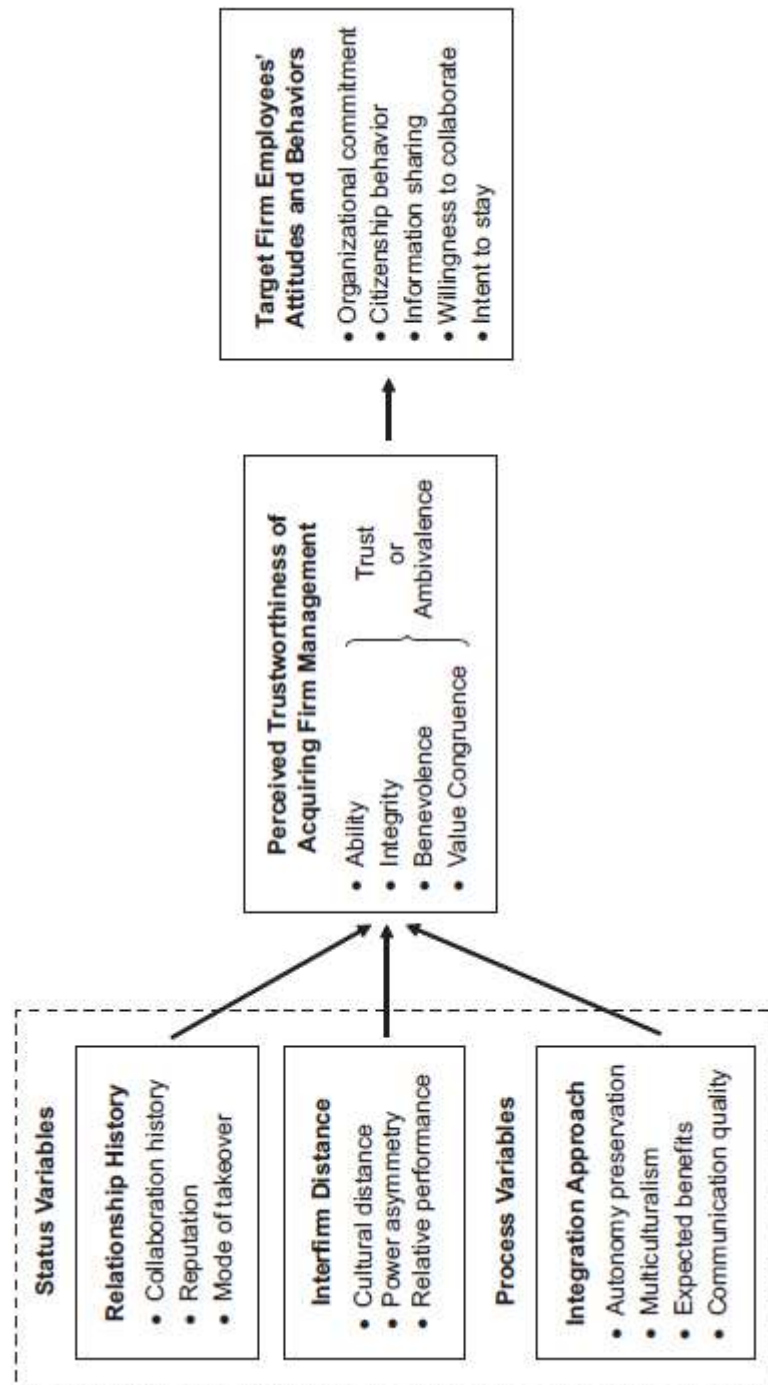 Status Variables
Relationship History
• Collaboration history
• Reputation
• Mode of takeover
Interfirm Distance
• Cultural distance
• Power asymmetry
• Relative performance
Process Variables
Integration Approach
• Autonomy preservation
• Multiculturalism
• Expected benefits
• Communication quality
Perceived Trustworthiness of
Acquiring Firm Management
• Ability
• Integrity
• Benevolence
• Value Congruence
Trust
or
Ambivalence
Target Firm Employees'
Attitudes and Behaviors
• Organizational commitment
• Citizenship behavior
• Information sharing
• Willingness to collaborate
• Intent to stay